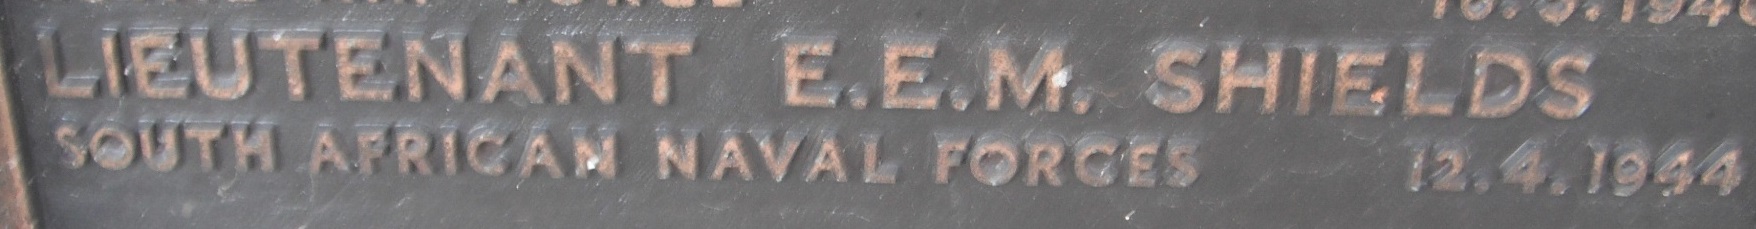 LIEUTENANT E.E.M. SHIELDS
SOUTH AFRICAN NAVAL FORCES 12.4.1944